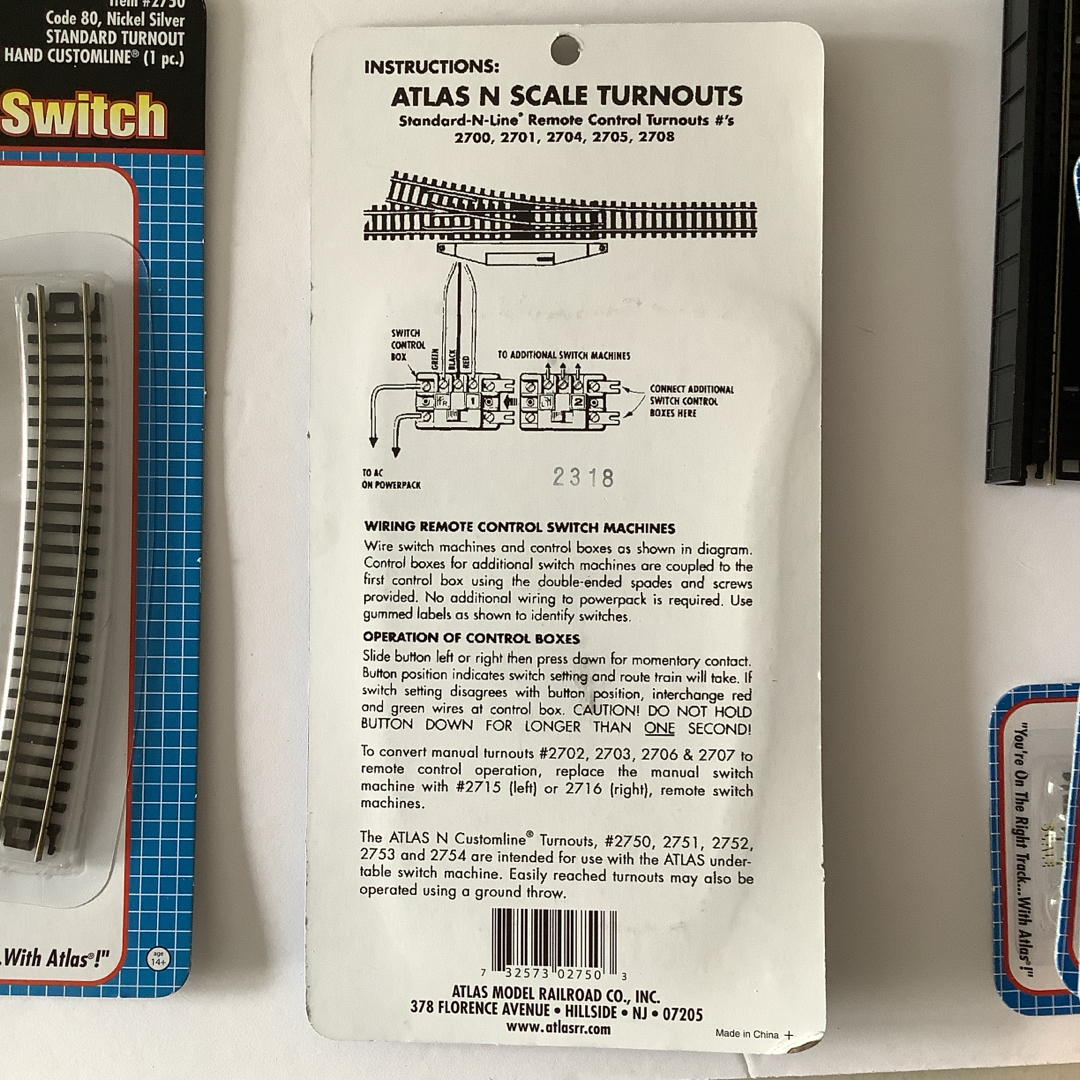 Item #2750
Code 80, Nickel Silver
STANDARD TURNOUT
HAND CUSTOMLINE® (1 pc.)
Switch
...With Atlas®!"
age
14+
INSTRUCTIONS:
ATLAS N SCALE TURNOUTS
Standard-N-Line® Remote Control Turnouts #'s
2700, 2701, 2704, 2705, 2708
SWITCH
CONTROL
BOX
GREEN
BLACK
RED
TO ADDITIONAL SWITCH MACHINES
1
2
CONNECT ADDITIONAL
SWITCH CONTROL
BOXES HERE
TO AC
ON POWERPACK
2318
WIRING REMOTE CONTROL SWITCH MACHINES
Wire switch machines and control boxes as shown in diagram.
Control boxes for additional switch machines are coupled to the
first control box using the double-ended spades and screws
provided. No additional wiring to powerpack is required. Use
gummed labels as shown to identify switches.
OPERATION OF CONTROL BOXES
Slide button left or right then press down for momentary contact.
Button position indicates switch setting and route train will take. If
switch setting disagrees with button position, interchange red
and green wires at control box. CAUTION! DO NOT HOLD
BUTTON DOWN FOR LONGER THAN ONE SECOND!
To convert manual turnouts #2702, 2703, 2706 & 2707 to
remote control operation, replace the manual switch
machine with #2715 (left) or 2716 (right), remote switch
machines.
The ATLAS N Customline® Turnouts, #2750, 2751, 2752,
2753 and 2754 are intended for use with the ATLAS under-
table switch machine. Easily reached turnouts may also be
operated using a ground throw.
7 32573 02750 3
ATLAS MODEL RAILROAD CO., INC.
378 FLORENCE AVENUE • HILLSIDE • NJ • 07205
www.atlasrr.com
Made in China +
"You're On The Right Track...With Atlas®!"